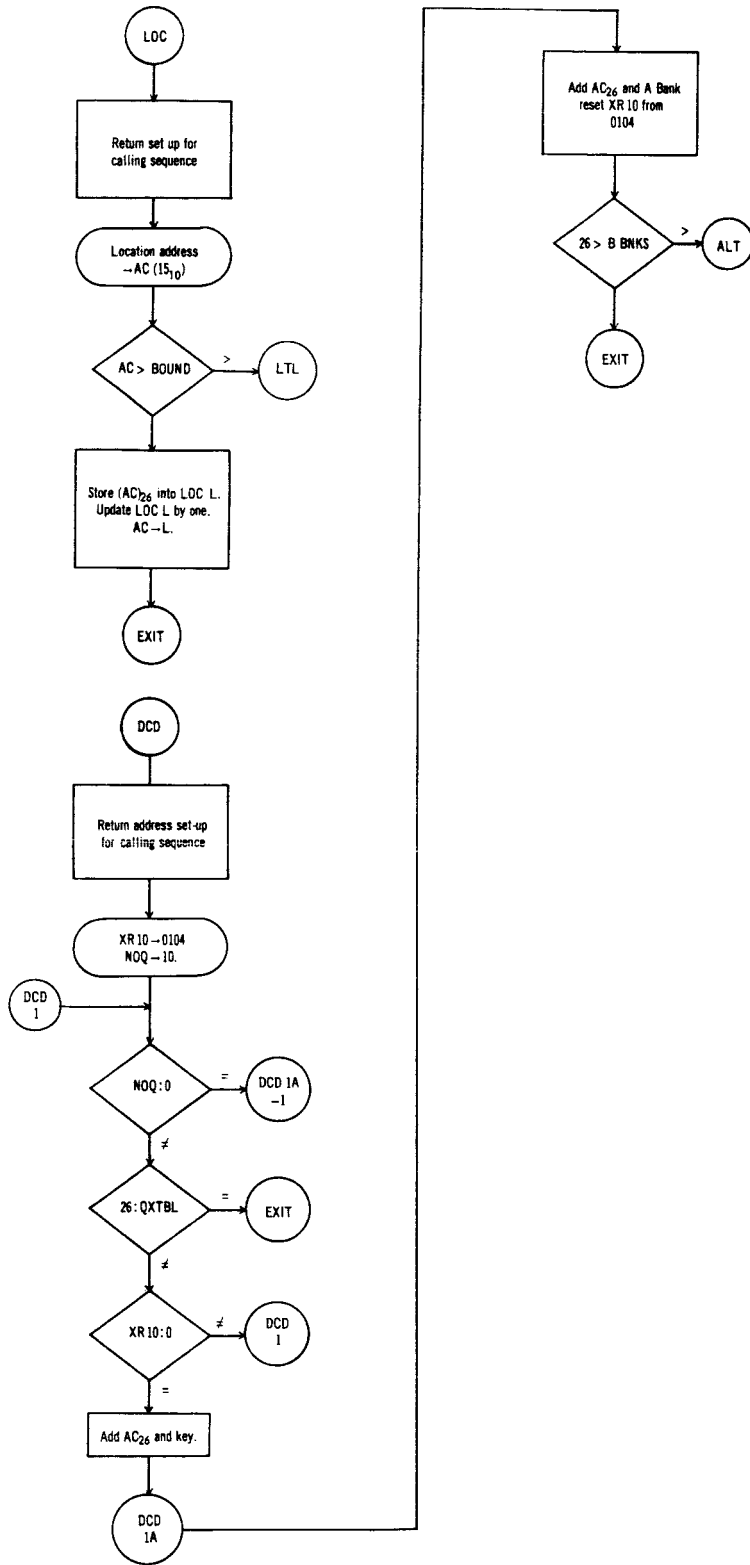 LOC
Return set up for
calling sequence
Location address
→AC (15₁₀)
AC > BOUND
>
LTL
Store (AC)₂₆ into LOC L.
Update LOC L by one.
AC→L.
EXIT
DCD
Return address set-up
for calling sequence
XR 10→0104
NOQ→10.
DCD
1
NOQ:0
=
DCD 1A
-1
≠
26:QXTBL
=
EXIT
≠
XR 10:0
≠
DCD
1
=
Add AC₂₆ and key.
DCD
1A
Add AC₂₆ and A Bank
reset XR 10 from
0104
26 > B BNKS
>
ALT
EXIT